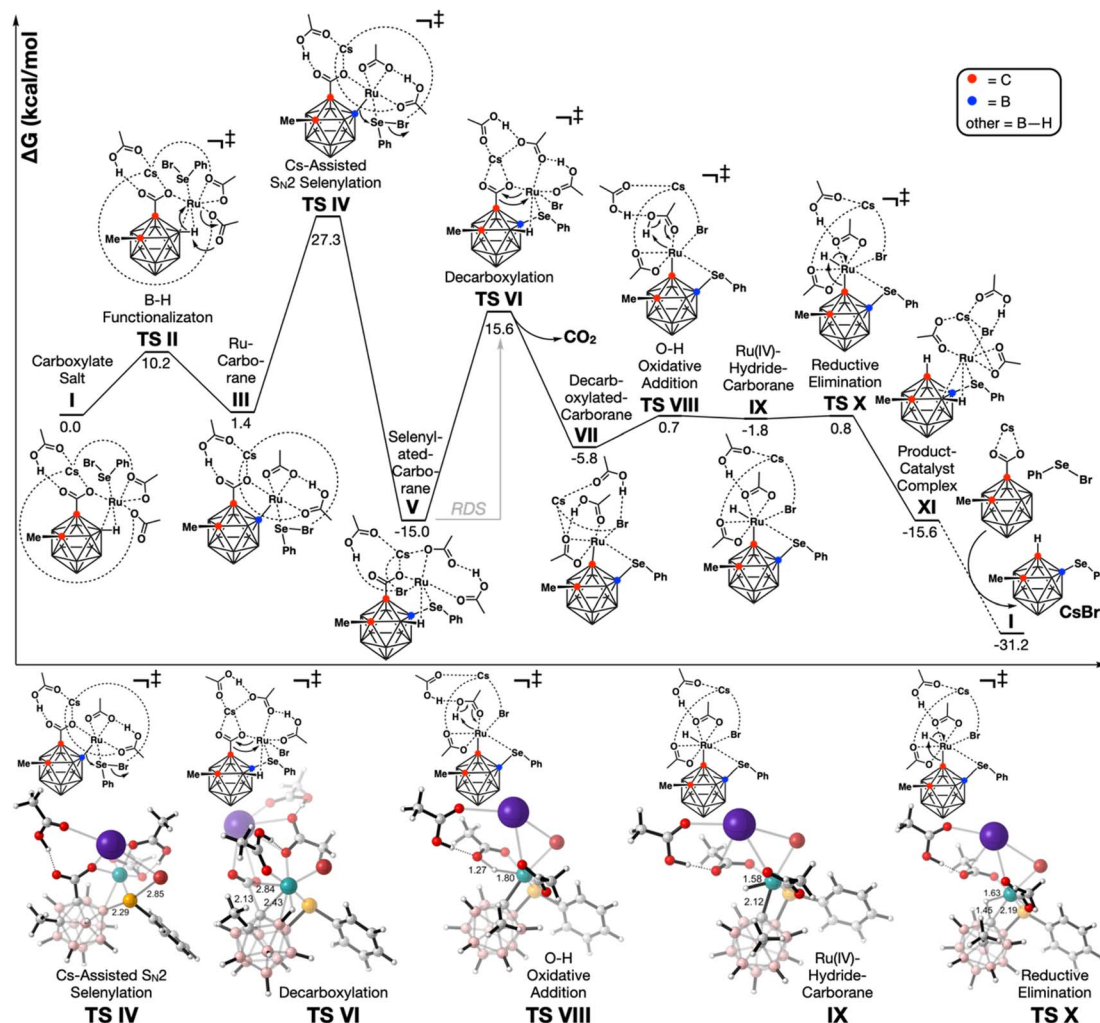 ΔG (kcal/mol)
= C
= B
other = B—H
Cs-Assisted
SN2 Selenylation
TS IV
27.3
B-H
Functionalizaton
TS II
10.2
Carboxylate
Salt
I
0.0
Ru-
Carbo-
rane
III
1.4
Selenyl-
ated-
Carbo-
rane
V
-15.0
RDS
Decarboxylation
TS VI
15.6
CO2
Decarb-
oxylated-
Carborane
VII
-5.8
O-H
Oxidative
Addition
TS VIII
0.7
Ru(IV)-
Hydride-
Carborane
IX
-1.8
Reductive
Elimination
TS X
0.8
Product-
Catalyst
Complex
XI
-15.6
CsBr
I
-31.2
2.85
2.29
Cs-Assisted SN2
Selenylation
TS IV
2.84
2.13
2.43
Decarboxylation
TS VI
1.27
1.80
O-H
Oxidative
Addition
TS VIII
1.58
2.12
Ru(IV)-
Hydride-
Carborane
IX
1.63
1.45
2.19
Reductive
Elimination
TS X